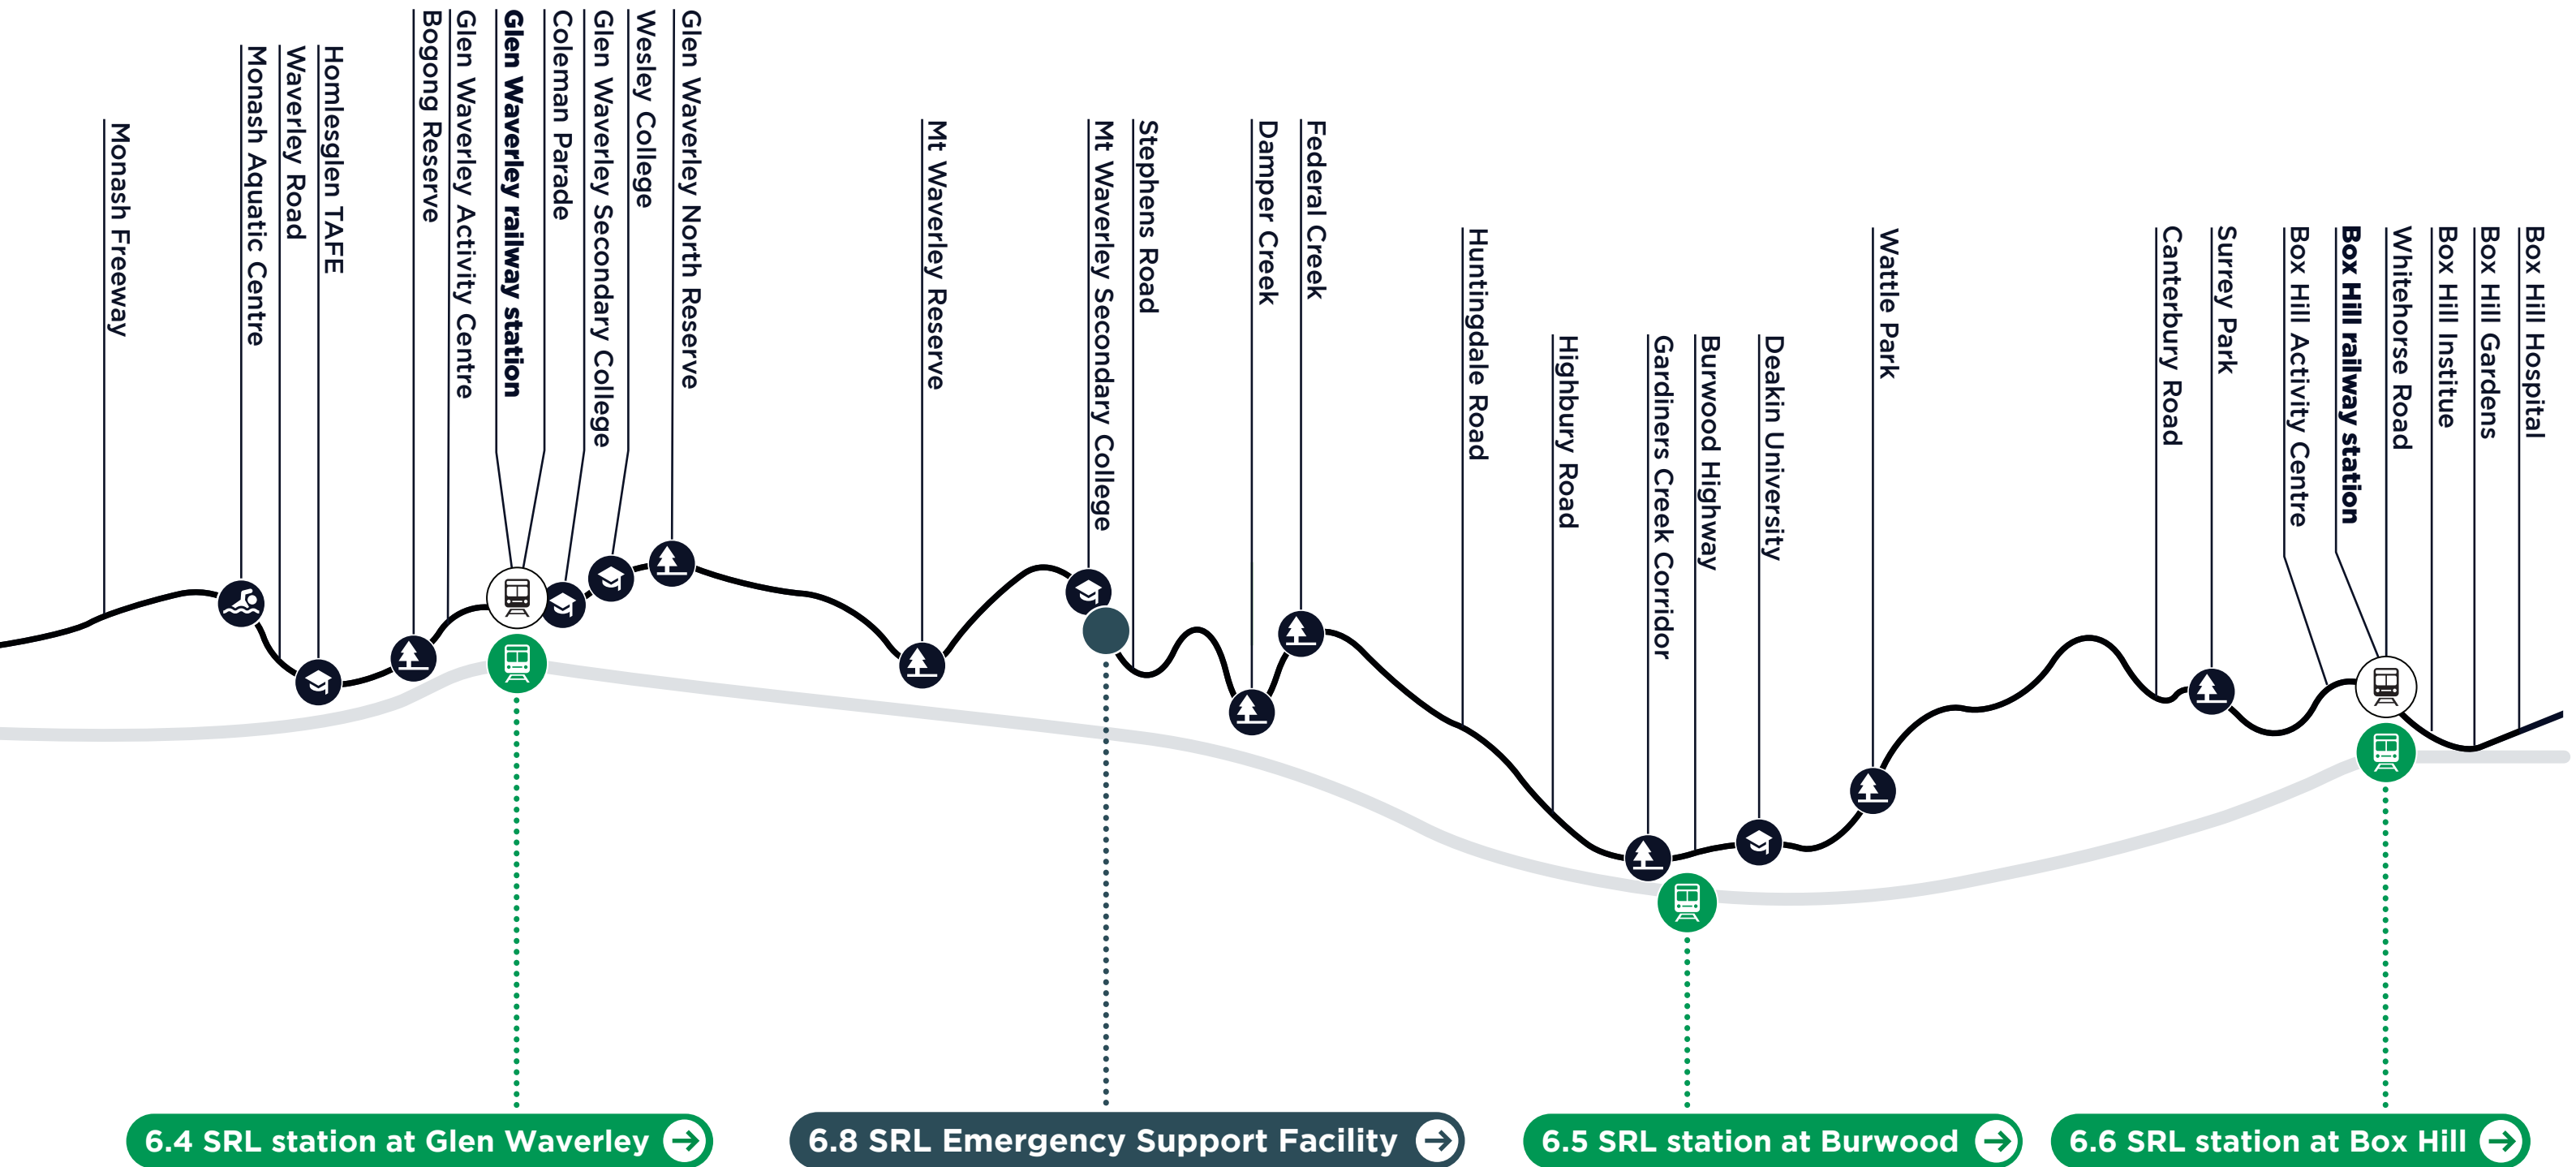 Monash Freeway
Monash Aquatic Centre
Waverley Road
Homlesglen TAFE
Bogong Reserve
Glen Waverley Activity Centre
Glen Waverley railway station
Coleman Parade
Glen Waverley Secondary College
Wesley College
Glen Waverley North Reserve
Mt Waverley Reserve
Mt Waverley Secondary College
Stephens Road
Damper Creek
Federal Creek
Huntingdale Road
Highbury Road
Gardiners Creek Corridor
Burwood Highway
Deakin University
Wattle Park
Canterbury Road
Surrey Park
Box Hill Activity Centre
Box Hill railway station
Whitehorse Road
Box Hill Institue
Box Hill Gardens
Box Hill Hospital
6.4 SRL station at Glen Waverley
6.8 SRL Emergency Support Facility
6.5 SRL station at Burwood
6.6 SRL station at Box Hill